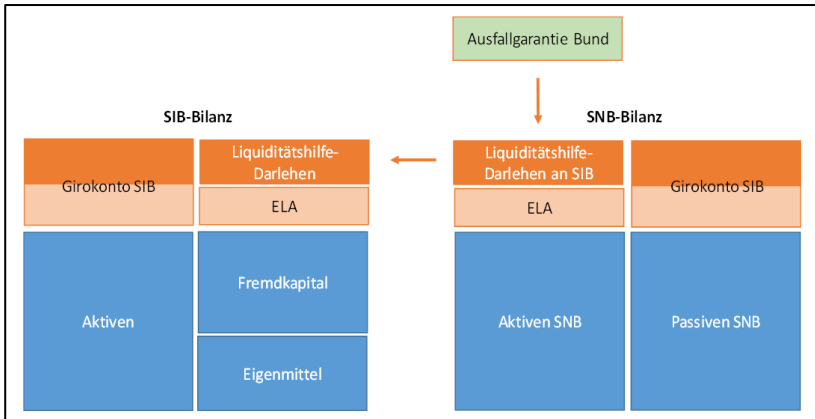 Ausfallgarantie Bund
SIB-Bilanz
SNB-Bilanz
Girokonto SIB
Liquiditätshilfe-
Darlehen
ELA
Liquiditätshilfe-
Darlehen an SIB
ELA
Girokonto SIB
Aktiven
Fremdkapital
Eigenmittel
Aktiven SNB
Passiven SNB